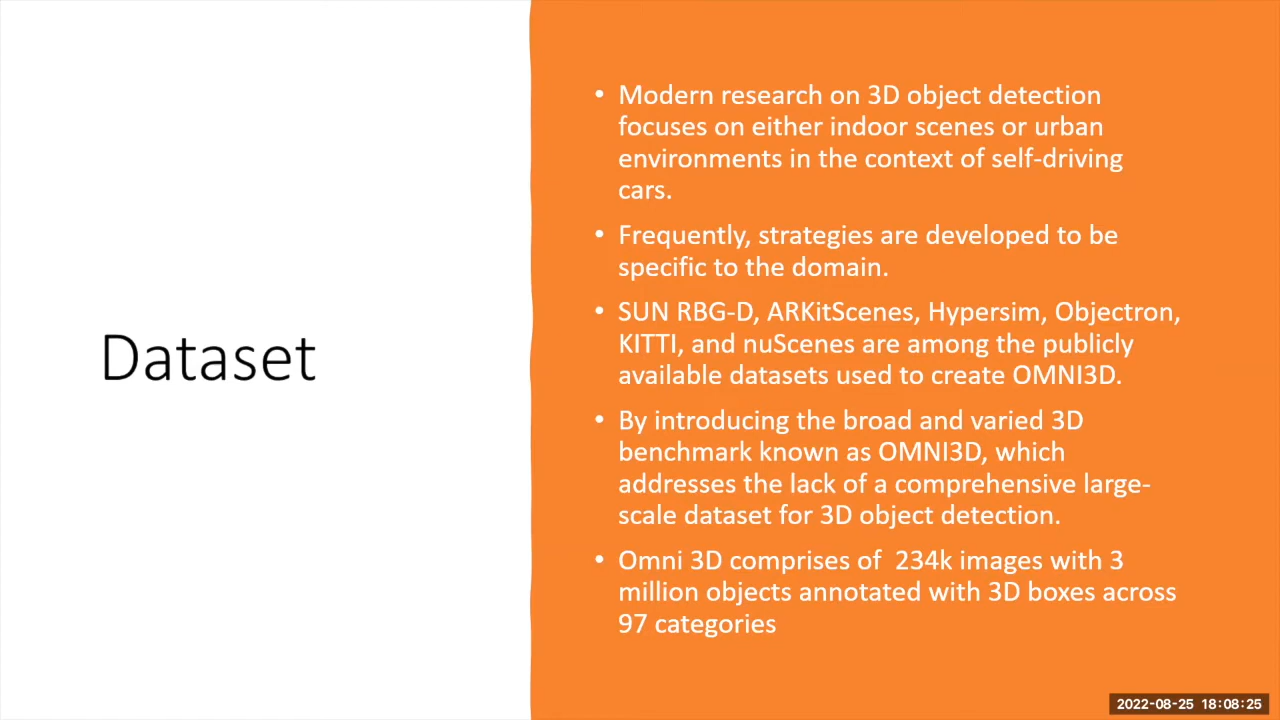 Dataset
• Modern research on 3D object detection
focuses on either indoor scenes or urban
environments in the context of self-driving
cars.
• Frequently, strategies are developed to be
specific to the domain.
• SUN RBG-D, ARKitScenes, Hypersim, Objectron,
KITTI, and nuScenes are among the publicly
available datasets used to create OMNI3D.
• By introducing the broad and varied 3D
benchmark known as OMNI3D, which
addresses the lack of a comprehensive large-
scale dataset for 3D object detection.
• Omni 3D comprises of  234k images with 3
million objects annotated with 3D boxes across
97 categories
2022-08-25 18:08:25